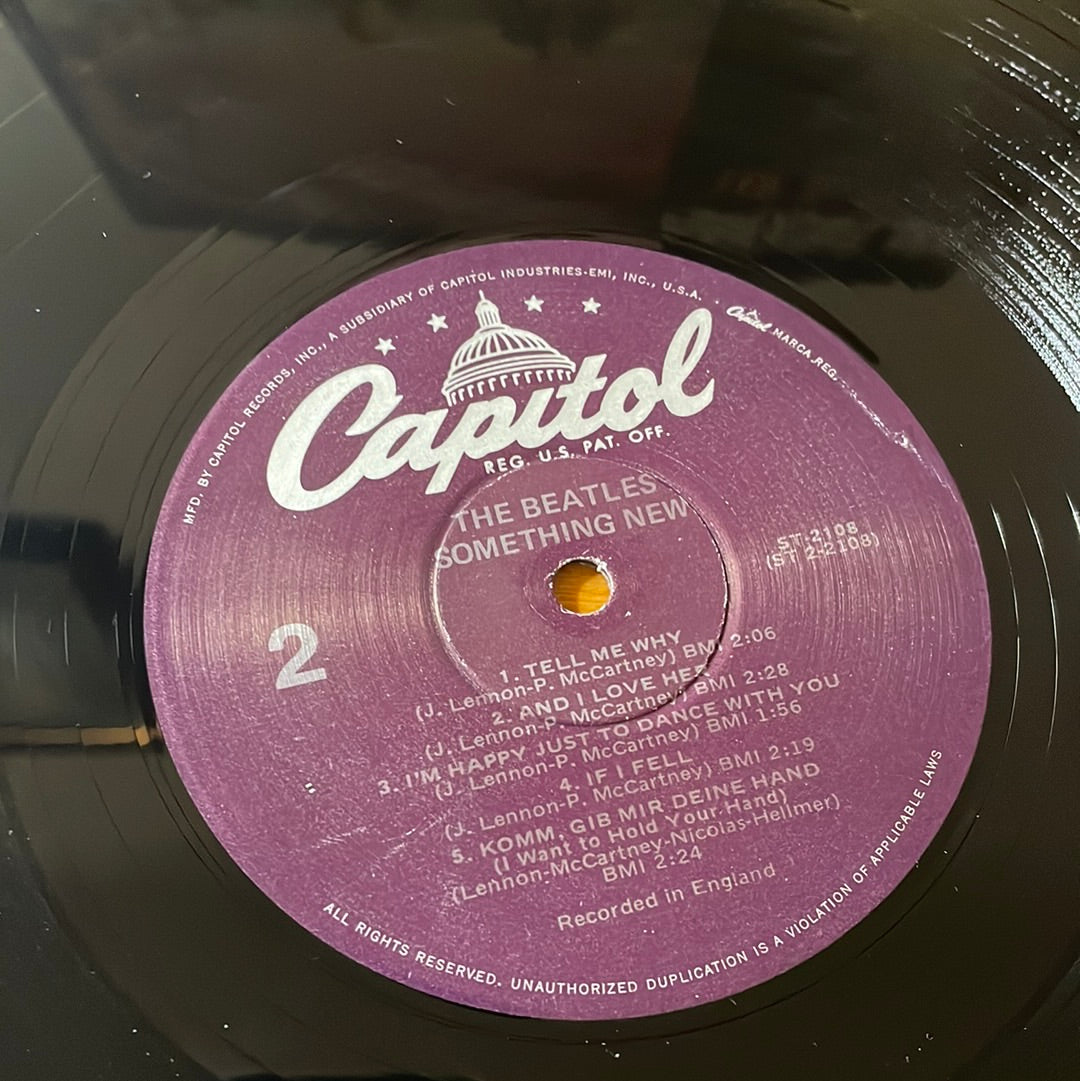 MFD. BY CAPITOL RECORDS, INC., A SUBSIDIARY OF CAPITOL INDUSTRIES-EMI, INC., U.S.A. · Capitol MARCA REG.
Capitol
REG. U.S. PAT. OFF.
THE BEATLES
SOMETHING NEW
ST-2108
(ST 2-2108)
2
1. TELL ME WHY
(J. Lennon-P. McCartney) BMI 2:06
2. AND I LOVE HER
(J. Lennon-P. McCartney) BMI 2:28
3. I'M HAPPY JUST TO DANCE WITH YOU
(J. Lennon-P. McCartney) BMI 1:56
4. IF I FELL
(J. Lennon-P. McCartney) BMI 2:19
5. KOMM, GIB MIR DEINE HAND
(I Want to Hold Your Hand)
(Lennon-McCartney-Nicolas-Hellmer)
BMI 2:24
Recorded in England
ALL RIGHTS RESERVED. UNAUTHORIZED DUPLICATION IS A VIOLATION OF APPLICABLE LAWS